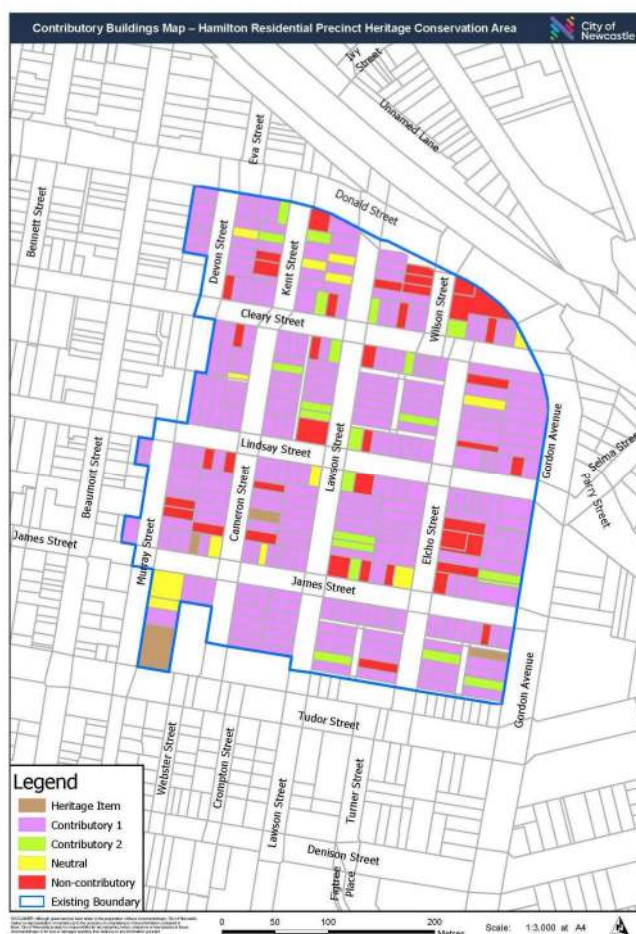 Contributory Buildings Map – Hamilton Residential Precinct Heritage Conservation Area
City of
Newcastle
Ivy
Street
Unnamed Lane
Eva Street
Donald Street
Bennett Street
Devon Street
Kent Street
Wilson Street
Cleary Street
Gordon Avenue
Selma Stree
Parry Street
Lindsay Street
Lawson Street
Beaumont Street
Cameron Street
Elcho Street
James Street
Murray Street
James Street
Gordon Avenue
Tudor Street
Webster Street
Crompton Street
Lawson Street
Turner Street
Denison Street
Figtree
Place
Legend
Heritage Item
Contributory 1
Contributory 2
Neutral
Non-contributory
Existing Boundary
0 50 100 200
Metres
Scale: 1:3,000 at A4